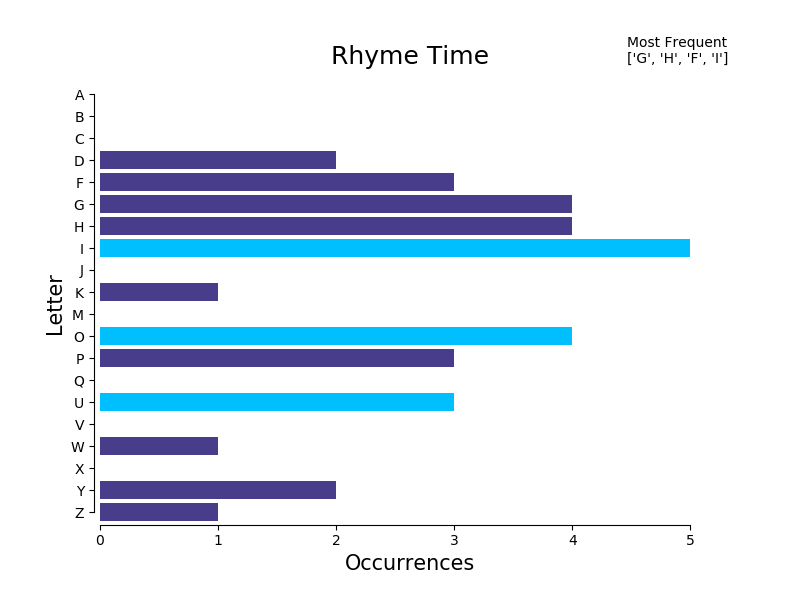 Rhyme Time
Most Frequent
['G', 'H', 'F', 'I']
Letter
A
B
C
D
F
G
H
I
J
K
M
O
P
Q
U
V
W
X
Y
Z
0 1 2 3 4 5
Occurrences